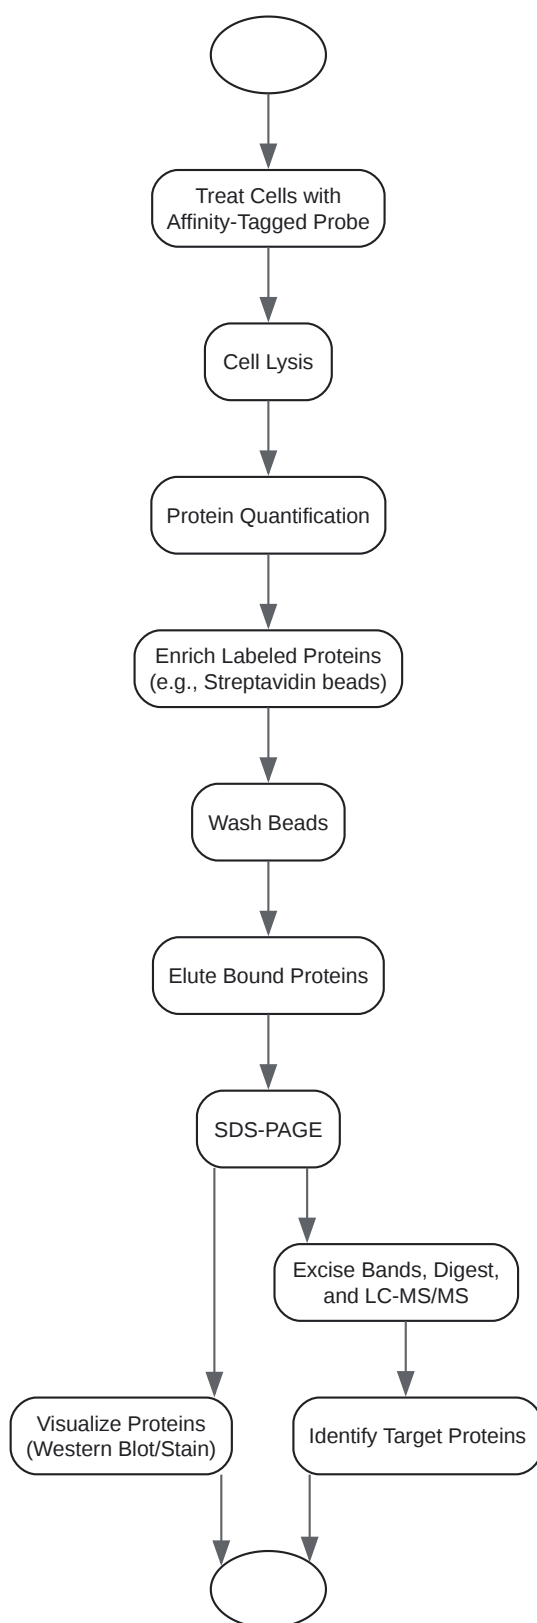 Treat Cells with
Affinity-Tagged Probe
Cell Lysis
Protein Quantification
Enrich Labeled Proteins
(e.g., Streptavidin beads)
Wash Beads
Elute Bound Proteins
SDS-PAGE
Excise Bands, Digest,
and LC-MS/MS
Visualize Proteins
(Western Blot/Stain)
Identify Target Proteins